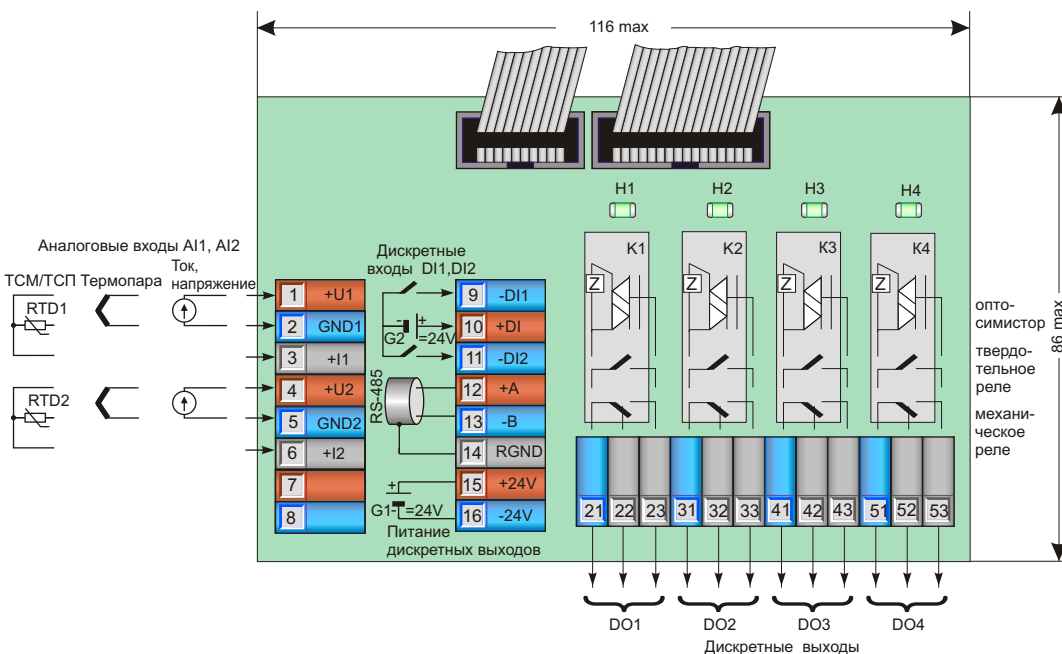 116 max
86 max
H1
H2
H3
H4
Аналоговые входы AI1, AI2
ТСМ/ТСП
Термопара
Ток,
напряжение
RTD1
RTD2
1 +U1
2 GND1
3 +I1
4 +U2
5 GND2
6 +I2
7
8
Дискретные
входы DI1,DI2
- +
G2 =24V
RS-485
+
G1 =24V
Питание
дискретных выходов
9 -DI1
10 +DI
11 -DI2
12 +A
13 -B
14 RGND
15 +24V
16 -24V
K1
K2
K3
K4
Z
Z
Z
Z
опто-
симистор
твердо-
тельное
реле
механи-
ческое
реле
21 22 23 31 32 33 41 42 43 51 52 53
DO1
DO2
DO3
DO4
Дискретные выходы